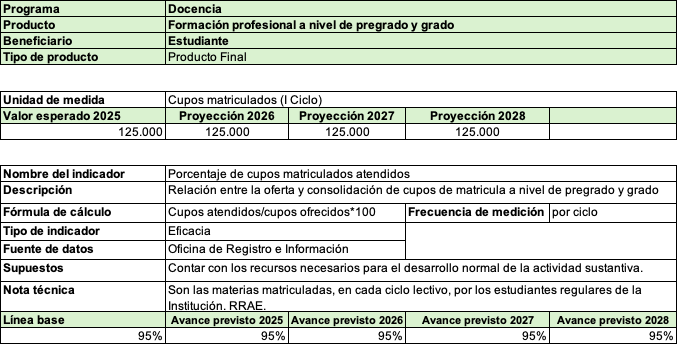 Programa Docencia
Producto Formación profesional a nivel de pregrado y grado
Beneficiario Estudiante
Tipo de producto Producto Final
Unidad de medida Cupos matriculados (I Ciclo)
Valor esperado 2025 Proyección 2026 Proyección 2027 Proyección 2028
125.000 125.000 125.000 125.000
Nombre del indicador Porcentaje de cupos matriculados atendidos
Descripción Relación entre la oferta y consolidación de cupos de matricula a nivel de pregrado y grado
Fórmula de cálculo Cupos atendidos/cupos ofrecidos*100 Frecuencia de medición por ciclo
Tipo de indicador Eficacia
Fuente de datos Oficina de Registro e Información
Supuestos Contar con los recursos necesarios para el desarrollo normal de la actividad sustantiva.
Nota técnica Son las materias matriculadas, en cada ciclo lectivo, por los estudiantes regulares de la
Institución. RRAE.
Línea base Avance previsto 2025 Avance previsto 2026 Avance previsto 2027 Avance previsto 2028
95% 95% 95% 95% 95%